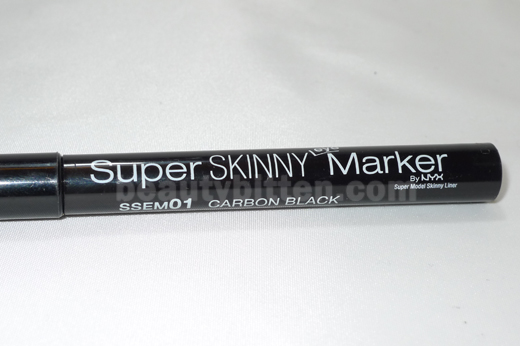 Super SKINNY eye Marker
By NYX
Super Model Skinny Liner
beautybitten.com
SSEM01 CARBON BLACK